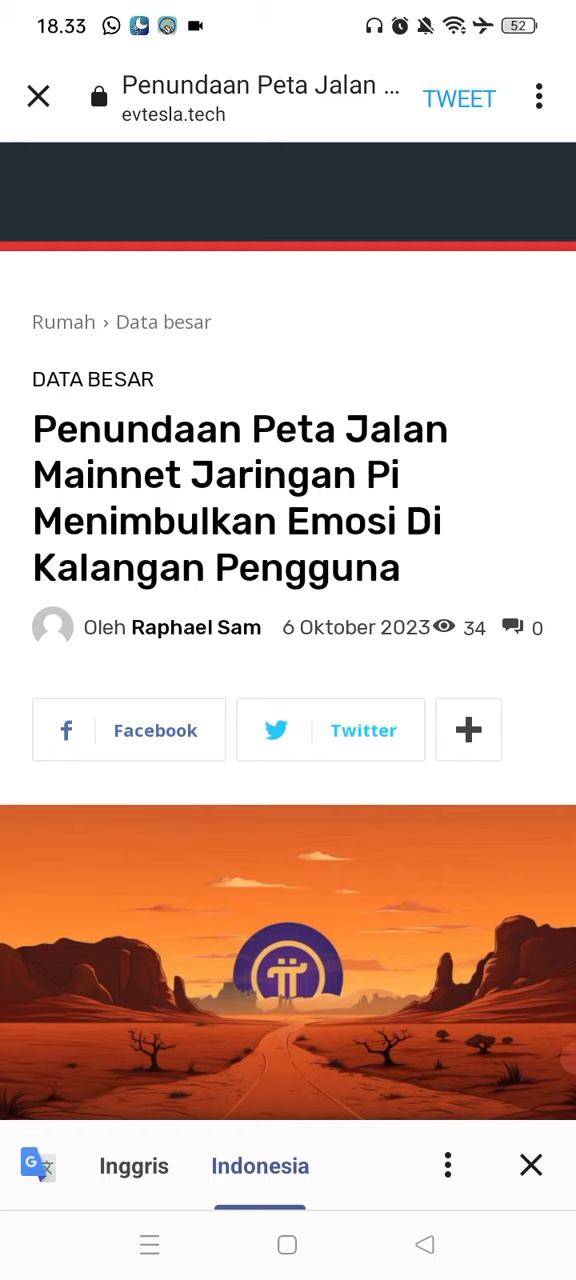 18.33
52
Penundaan Peta Jalan ...
evtesla.tech
TWEET
Rumah › Data besar
DATA BESAR
Penundaan Peta Jalan
Mainnet Jaringan Pi
Menimbulkan Emosi Di
Kalangan Pengguna
Oleh Raphael Sam 6 Oktober 2023 34 0
Facebook
Twitter
G 文
Inggris
Indonesia